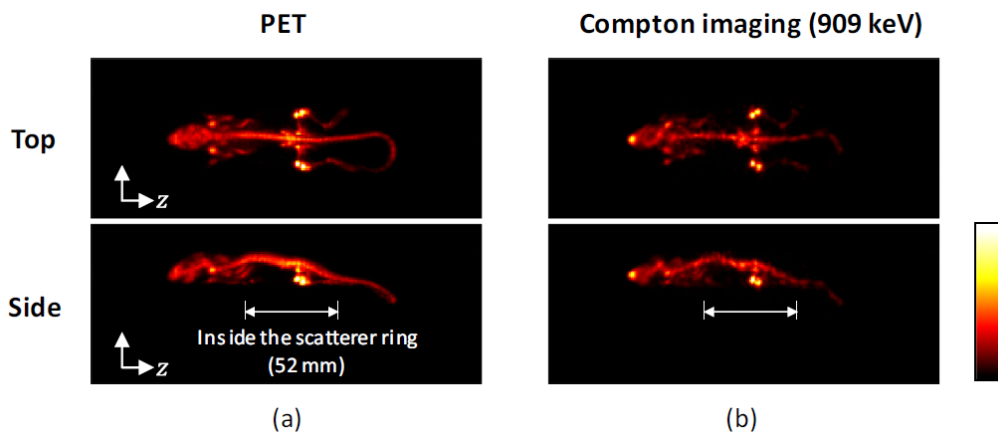 PET
Compton imaging (909 keV)
Top
z
Side
Inside the scatterer ring
(52 mm)
z
(a)
(b)